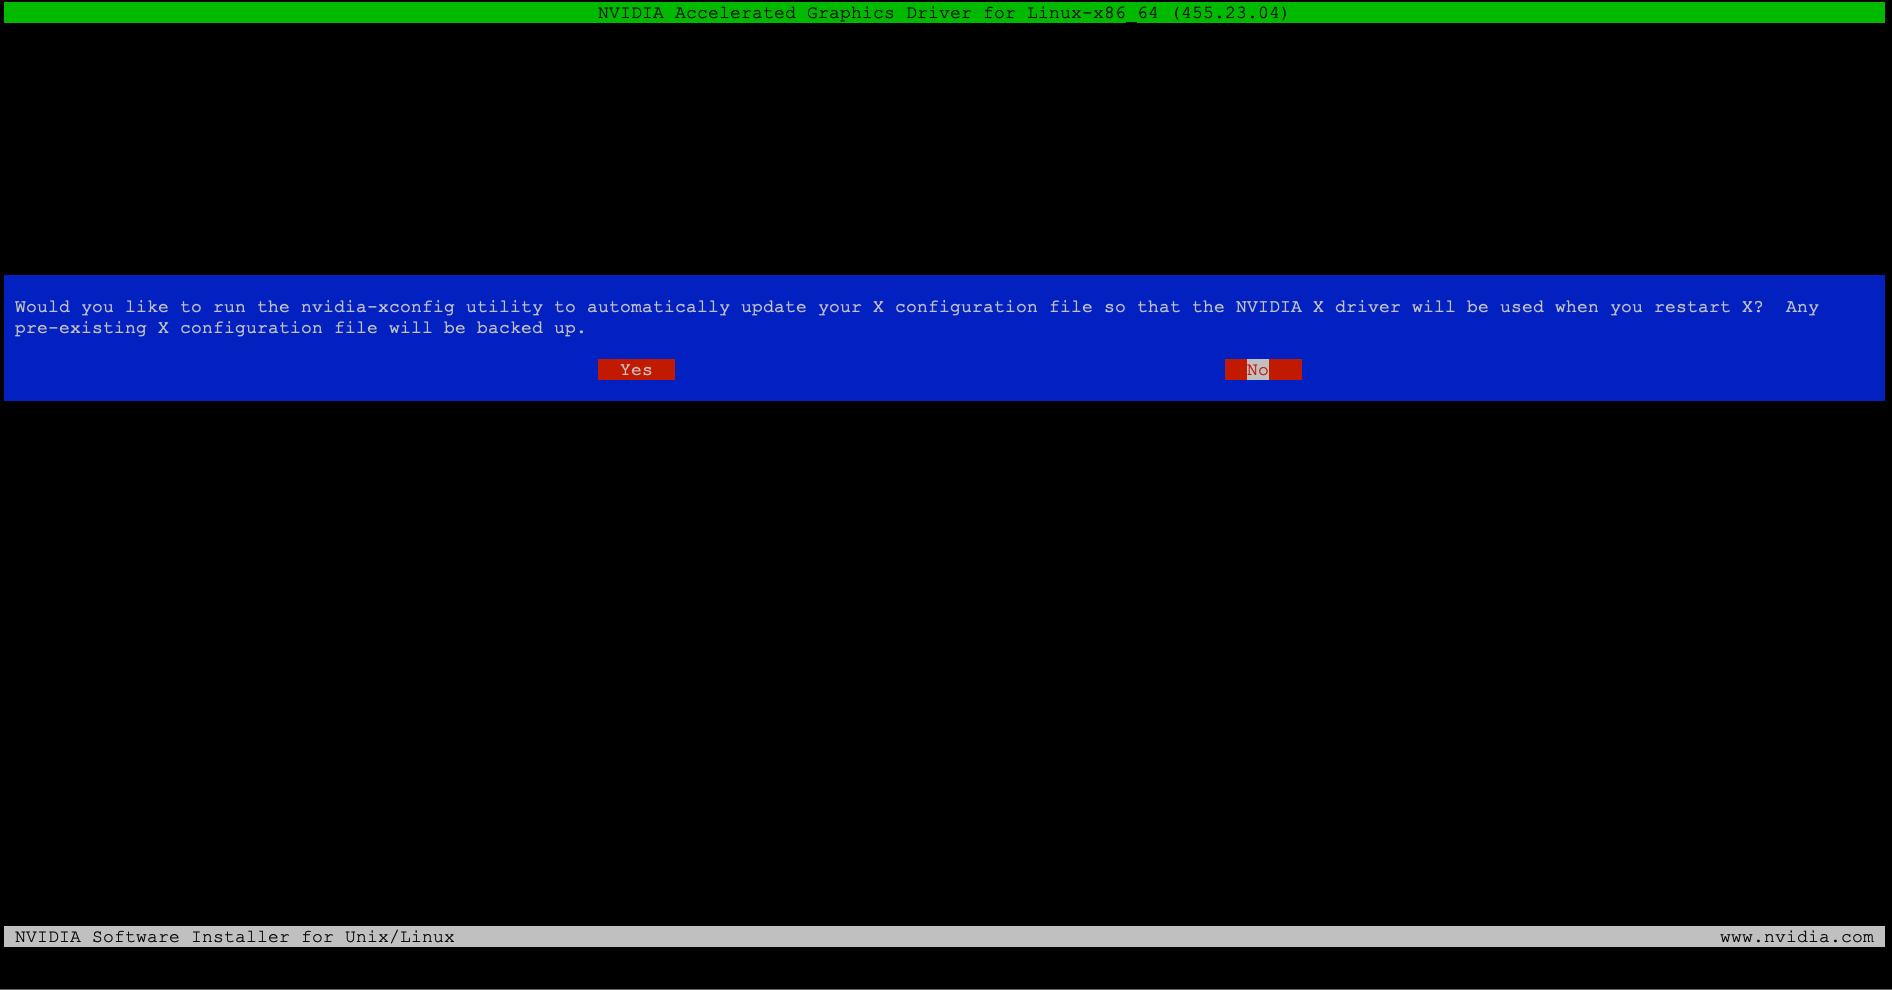 NVIDIA Accelerated Graphics Driver for Linux-x86_64 (455.23.04)
Would you like to run the nvidia-xconfig utility to automatically update your X configuration file so that the NVIDIA X driver will be used when you restart X?  Any
pre-existing X configuration file will be backed up.
Yes No
NVIDIA Software Installer for Unix/Linux www.nvidia.com